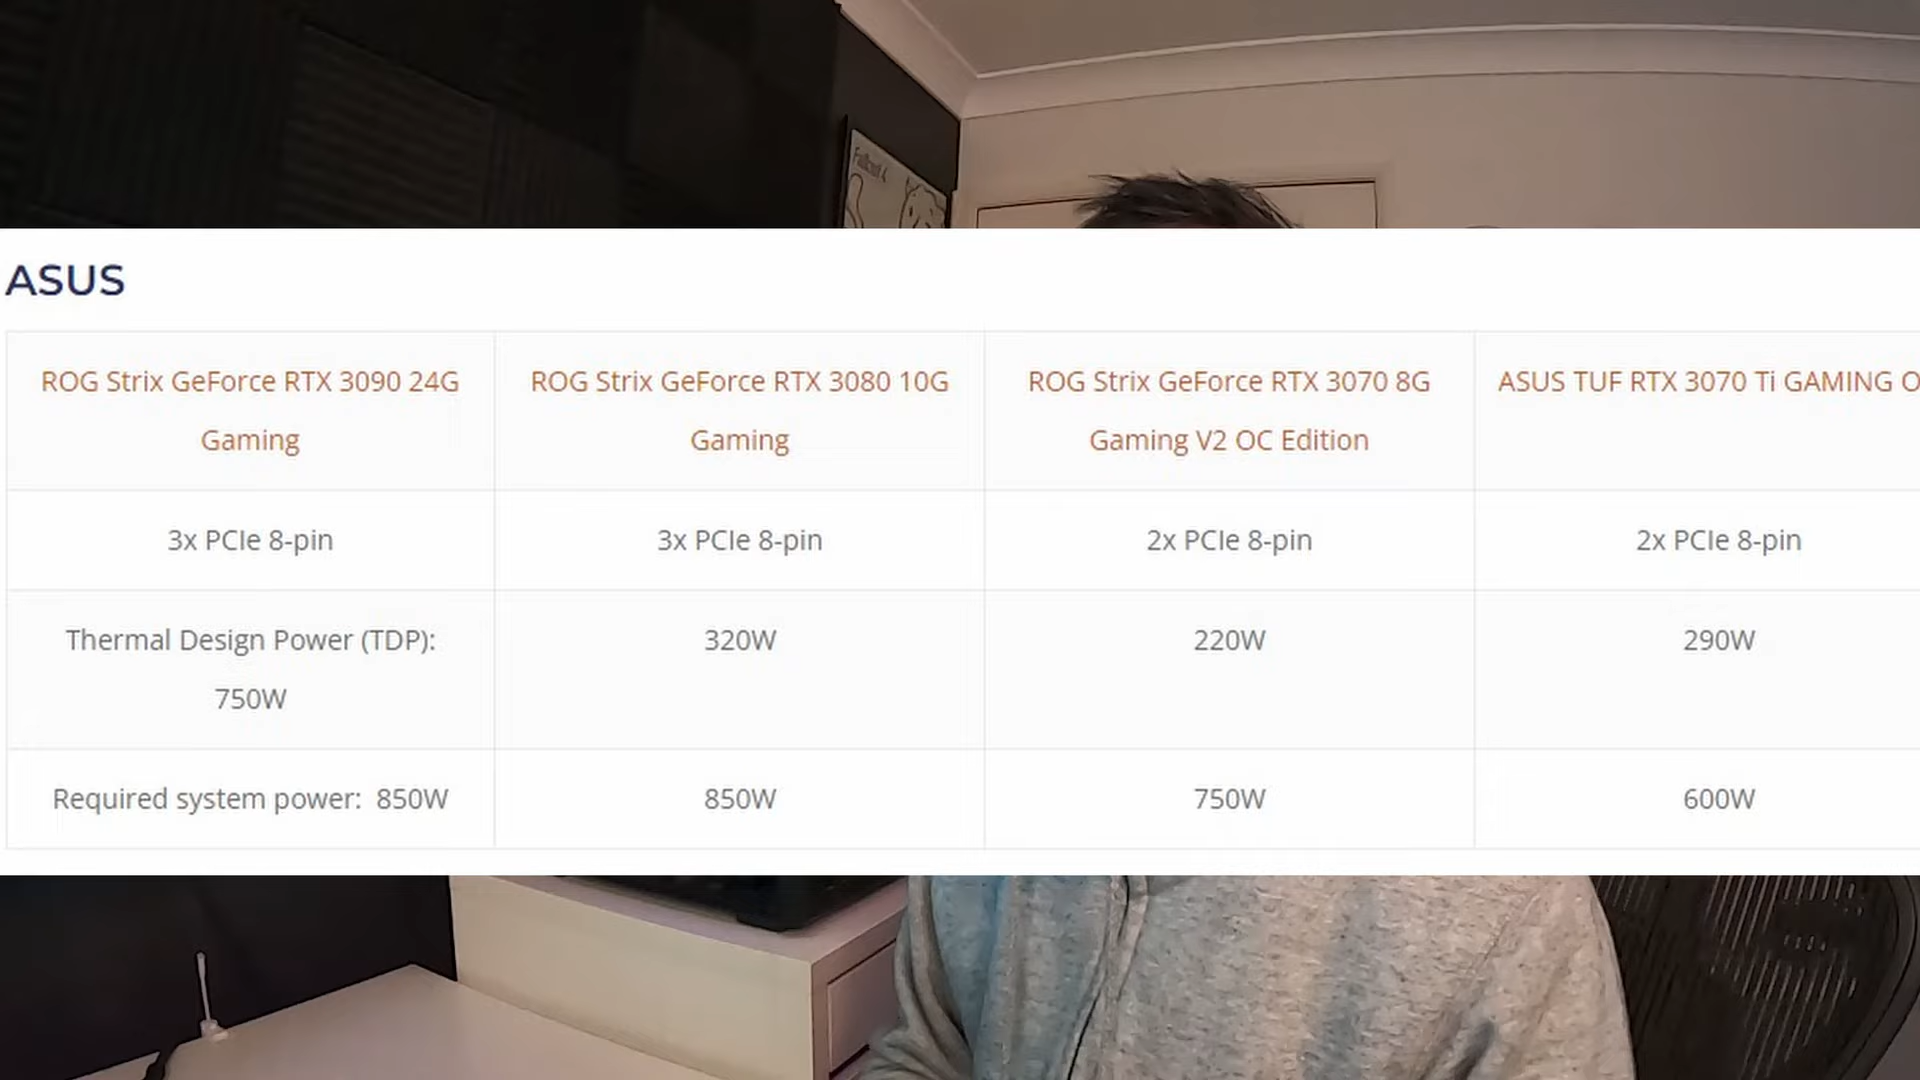 Fallout 4
ASUS
ROG Strix GeForce RTX 3090 24G
Gaming
ROG Strix GeForce RTX 3080 10G
Gaming
ROG Strix GeForce RTX 3070 8G
Gaming V2 OC Edition
ASUS TUF RTX 3070 Ti GAMING O
3x PCIe 8-pin
3x PCIe 8-pin
2x PCIe 8-pin
2x PCIe 8-pin
Thermal Design Power (TDP):
750W
320W
220W
290W
Required system power: 850W
850W
750W
600W